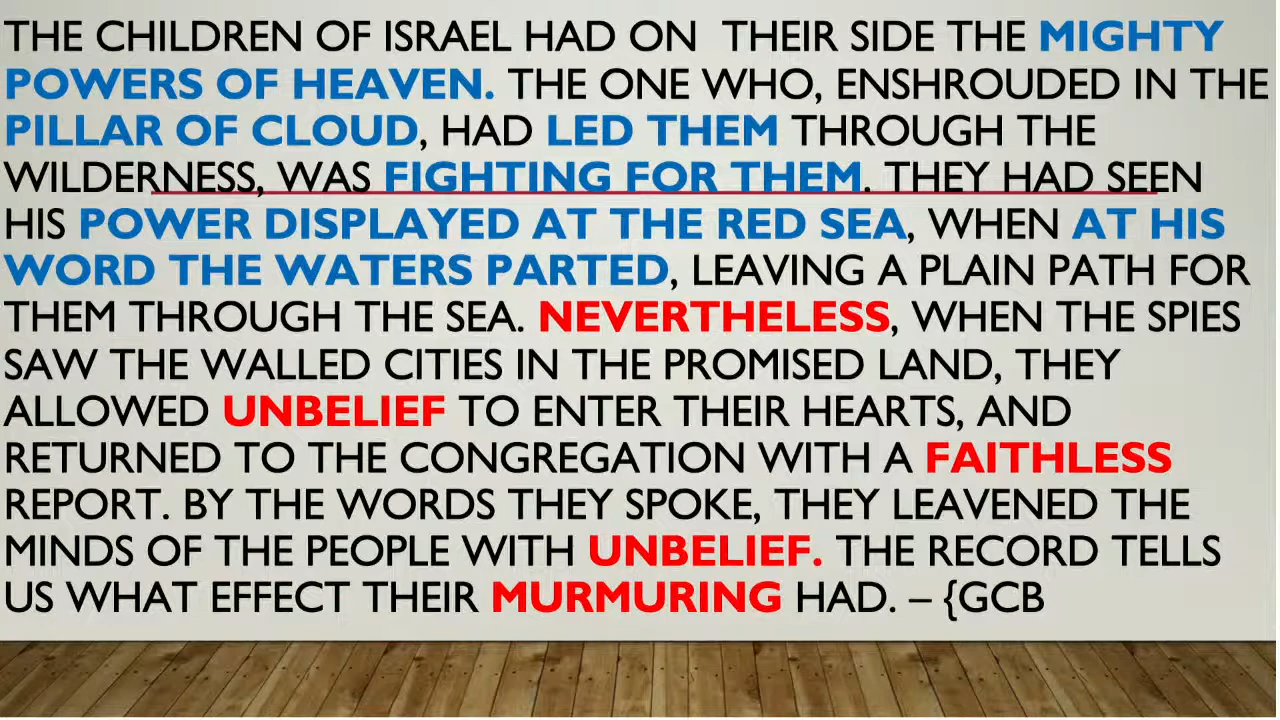 THE CHILDREN OF ISRAEL HAD ON THEIR SIDE THE MIGHTY
POWERS OF HEAVEN. THE ONE WHO, ENSHROUDED IN THE
PILLAR OF CLOUD, HAD LED THEM THROUGH THE
WILDERNESS, WAS FIGHTING FOR THEM. THEY HAD SEEN
HIS POWER DISPLAYED AT THE RED SEA, WHEN AT HIS
WORD THE WATERS PARTED, LEAVING A PLAIN PATH FOR
THEM THROUGH THE SEA. NEVERTHELESS, WHEN THE SPIES
SAW THE WALLED CITIES IN THE PROMISED LAND, THEY
ALLOWED UNBELIEF TO ENTER THEIR HEARTS, AND
RETURNED TO THE CONGREGATION WITH A FAITHLESS
REPORT. BY THE WORDS THEY SPOKE, THEY LEAVENED THE
MINDS OF THE PEOPLE WITH UNBELIEF. THE RECORD TELLS
US WHAT EFFECT THEIR MURMURING HAD. – {GCB